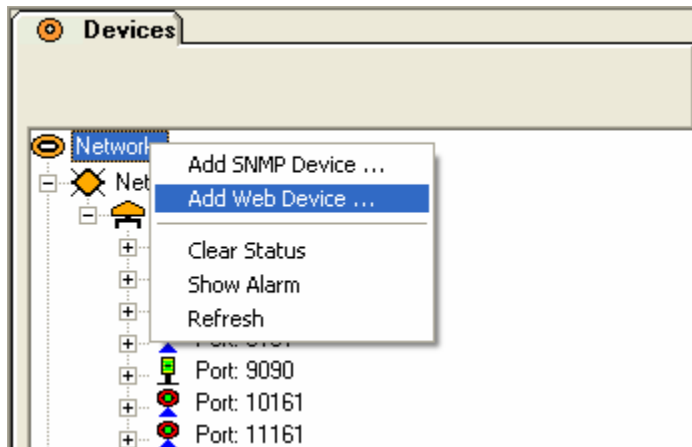 Devices
Network
Add SNMP Device ...
Net
Add Web Device ...
Clear Status
Show Alarm
Refresh
Port: 9090
Port: 10161
Port: 11161